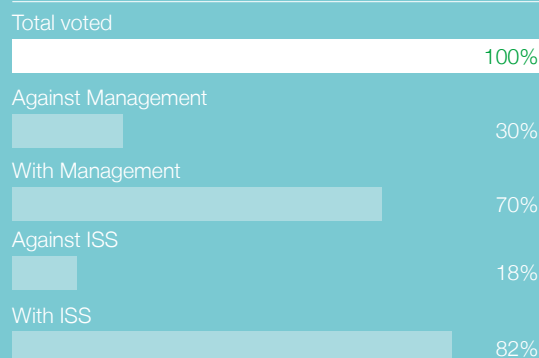 Total voted
100%
Against Management
30%
With Management
70%
Against ISS
18%
With ISS
82%